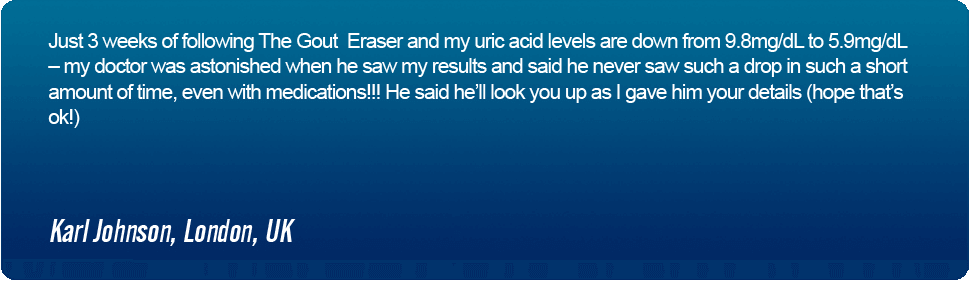 Just 3 weeks of following The Gout  Eraser and my uric acid levels are down from 9.8mg/dL to 5.9mg/dL
– my doctor was astonished when he saw my results and said he never saw such a drop in such a short
amount of time, even with medications!!! He said he’ll look you up as I gave him your details (hope that’s
ok!)
Karl Johnson, London, UK